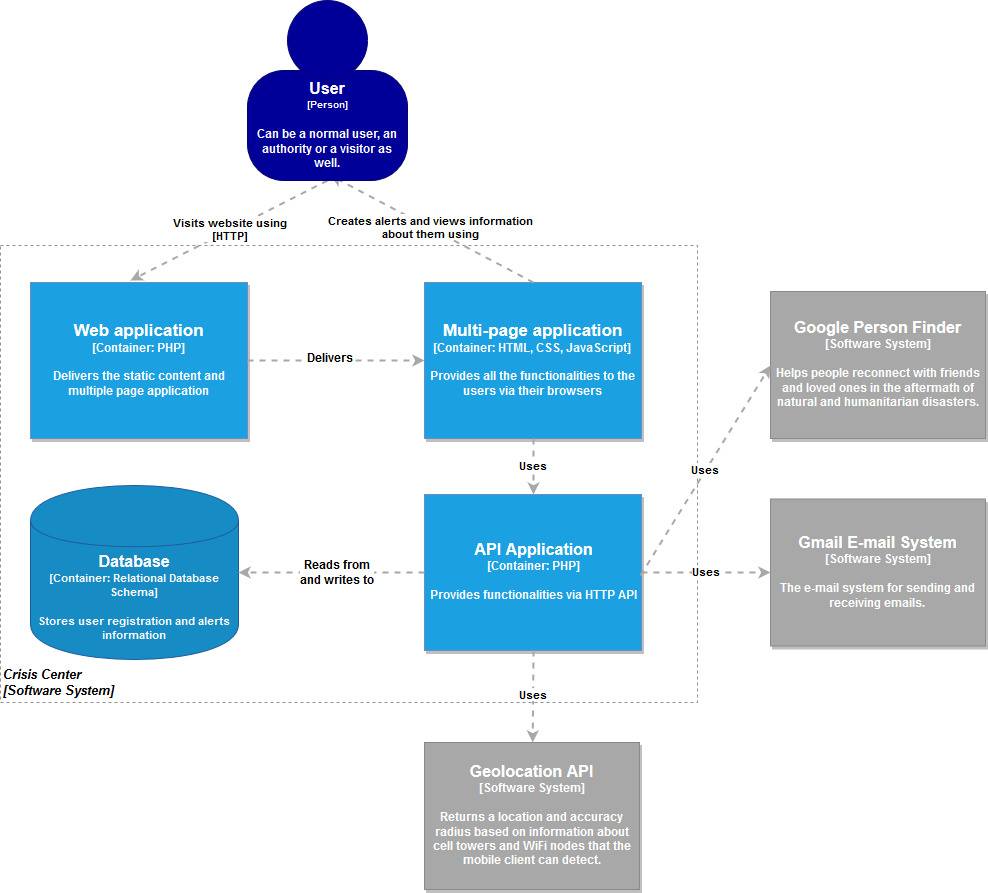 User
[Person]
Can be a normal user, an
authority or a visitor as
well.
Visits website using
[HTTP]
Creates alerts and views information
about them using
Web application
[Container: PHP]
Delivers the static content and
multiple page application
Delivers
Multi-page application
[Container: HTML, CSS, JavaScript]
Provides all the functionalities to the
users via their browsers
Google Person Finder
[Software System]
Helps people reconnect with friends
and loved ones in the aftermath of
natural and humanitarian disasters.
Uses
Uses
Database
[Container: Relational Database
Schema]
Stores user registration and alerts
information
Reads from
and writes to
API Application
[Container: PHP]
Provides functionalities via HTTP API
Uses
Gmail E-mail System
[Software System]
The e-mail system for sending and
receiving emails.
Crisis Center
[Software System]
Uses
Geolocation API
[Software System]
Returns a location and accuracy
radius based on information about
cell towers and WiFi nodes that the
mobile client can detect.